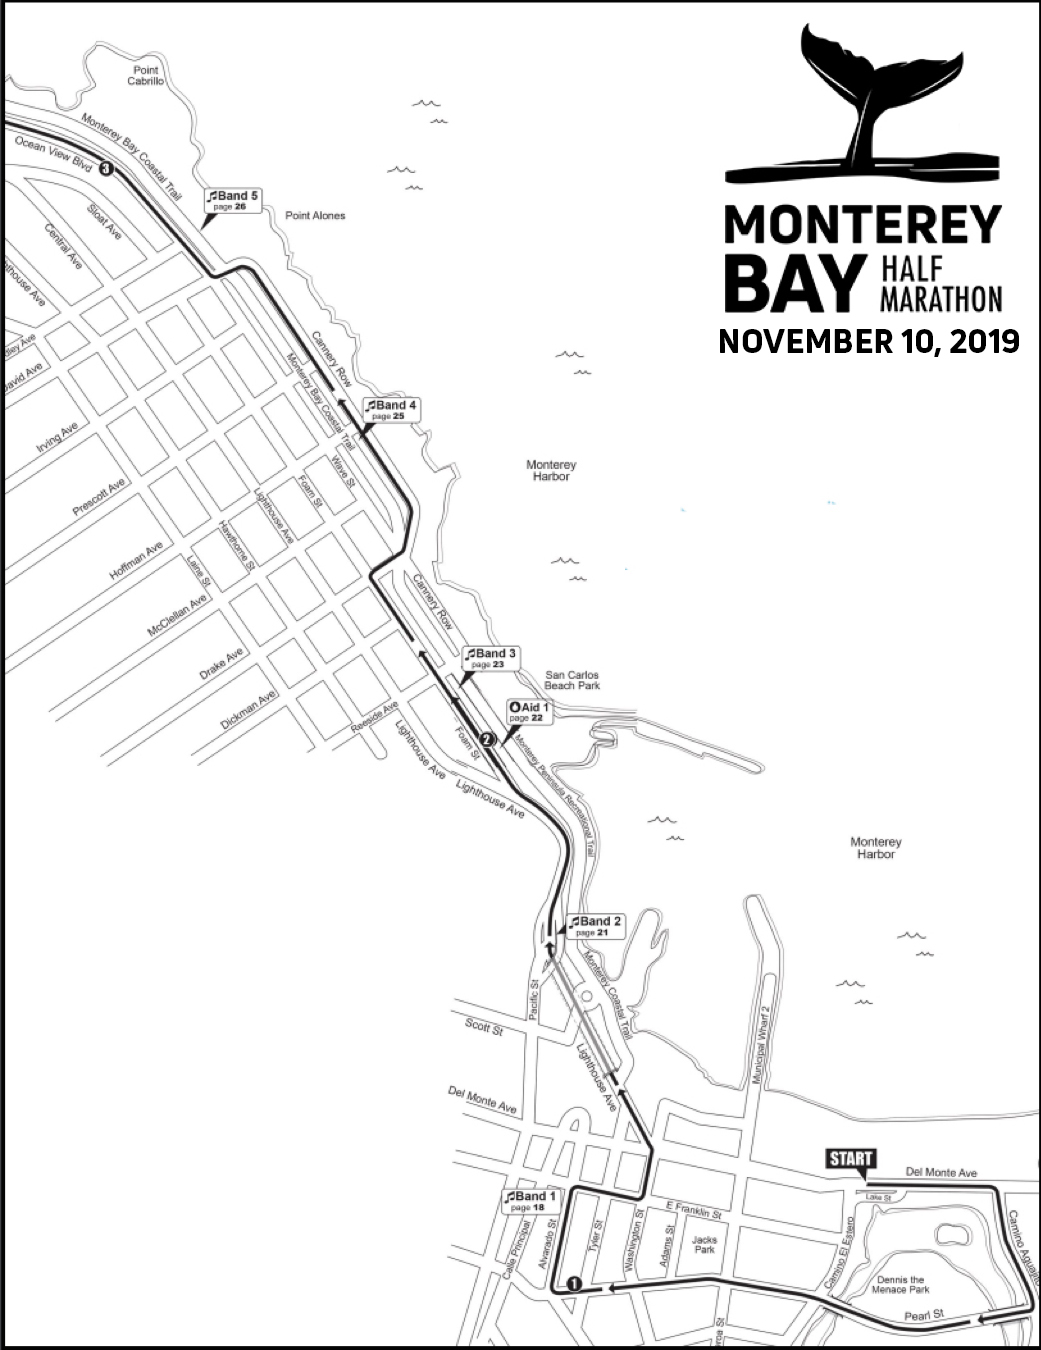 MONTEREY
BAY HALF
MARATHON
NOVEMBER 10, 2019
Point
Cabrillo
Monterey Bay Coastal Trail
Ocean View Blvd
3
Band 5
page 26
Point Alones
Sloat Ave
Central Ave
Cannery Row
Monterey Bay Coastal Trail
Band 4
page 25
David Ave
Irving Ave
Wave St
Foam St
Lighthouse Ave
Prescott Ave
Monterey
Harbor
Hawthorne St
Laine St
Hoffman Ave
McClellan Ave
Cannery Row
Drake Ave
Band 3
page 23
San Carlos
Beach Park
Dickman Ave
Reeside Ave
Aid 1
page 22
2
Foam St
Lighthouse Ave
Monterey Peninsula Recreational Trail
Lighthouse Ave
Monterey
Harbor
Band 2
page 21
Monterey Coastal Trail
Pacific St
Scott St
Lighthouse Ave
Municipal Wharf 2
Del Monte Ave
START
Del Monte Ave
Lake St
Band 1
page 18
E Franklin St
Calle Principal
Alvarado St
Tyler St
Washington St
Adams St
Jacks
Park
Camino El Estero
Dennis the
Menace Park
1
Pearl St